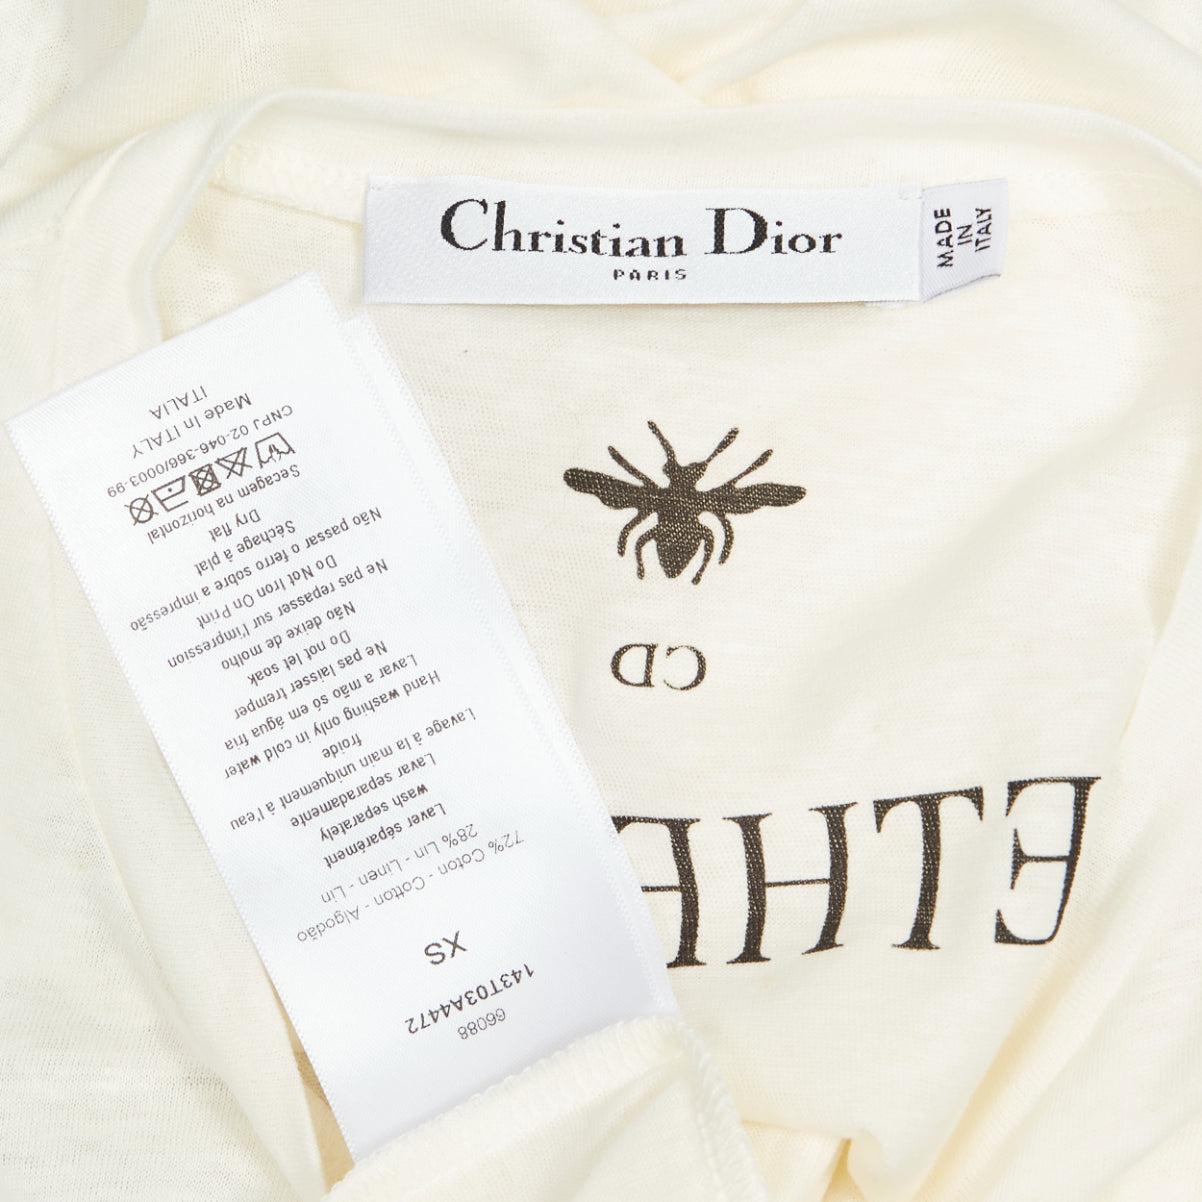 Christian Dior
PARIS
MADE
IN
ITALY
CD
ETHE
66088
143T03A4472
XS
72% Coton - Cotton - Algodão
28% Lin - Linen - Lin
Laver séparément
wash separately
Lavar separadamente
Lavage à la main uniquement à l'eau
froide
Hand washing only in cold water
Lavar a mão só em água fria
Ne pas laisser tremper
Do not let soak
Não deixe de molho
Ne pas repasser sur l'impression
Do Not Iron On Print
Não passar o ferro sobre a impressão
Séchage à plat
Dry flat
Secagem na horizontal
CNPJ 02-046-366/0003-99
Made In ITALY
ITALIA